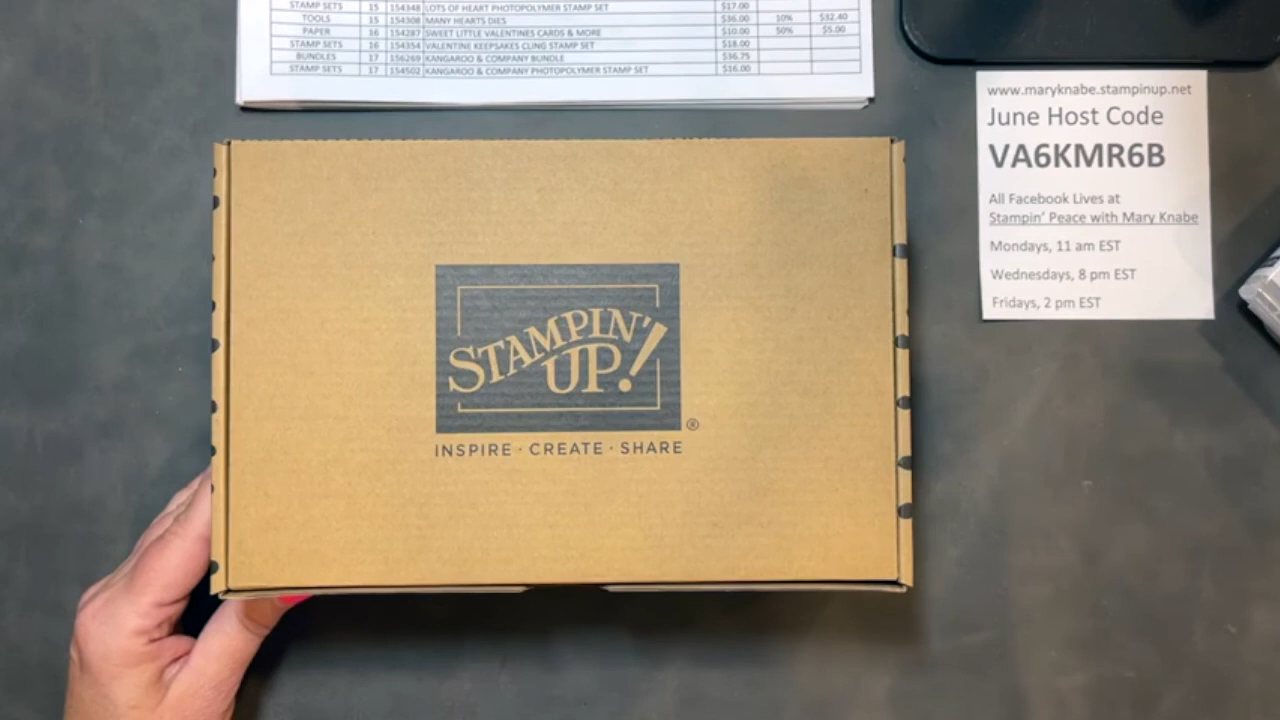 STAMP SETS 15 154348 LOTS OF HEART PHOTOPOLYMER STAMP SET $17.00
TOOLS 15 154308 MANY HEARTS DIES $36.00 10% $32.40
PAPER 16 154287 SWEET LITTLE VALENTINES CARDS & MORE $10.00 50% $5.00
STAMP SETS 16 154354 VALENTINE KEEPSAKES CLING STAMP SET $18.00
BUNDLES 17 156269 KANGAROO & COMPANY BUNDLE $36.75
STAMP SETS 17 154502 KANGAROO & COMPANY PHOTOPOLYMER STAMP SET $16.00
www.maryknabe.stampinup.net
June Host Code
VA6KMR6B
All Facebook Lives at
Stampin' Peace with Mary Knabe
Mondays, 11 am EST
Wednesdays, 8 pm EST
Fridays, 2 pm EST
STAMPIN'
UP!®
INSPIRE · CREATE · SHARE